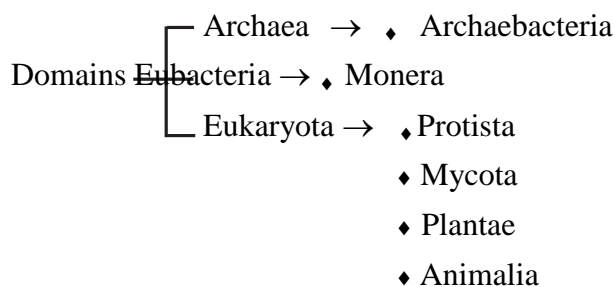 Archaea → ♦ Archaebacteria
Domains Eubacteria → ♦ Monera
Eukaryota → ♦ Protista
♦ Mycota
♦ Plantae
♦ Animalia